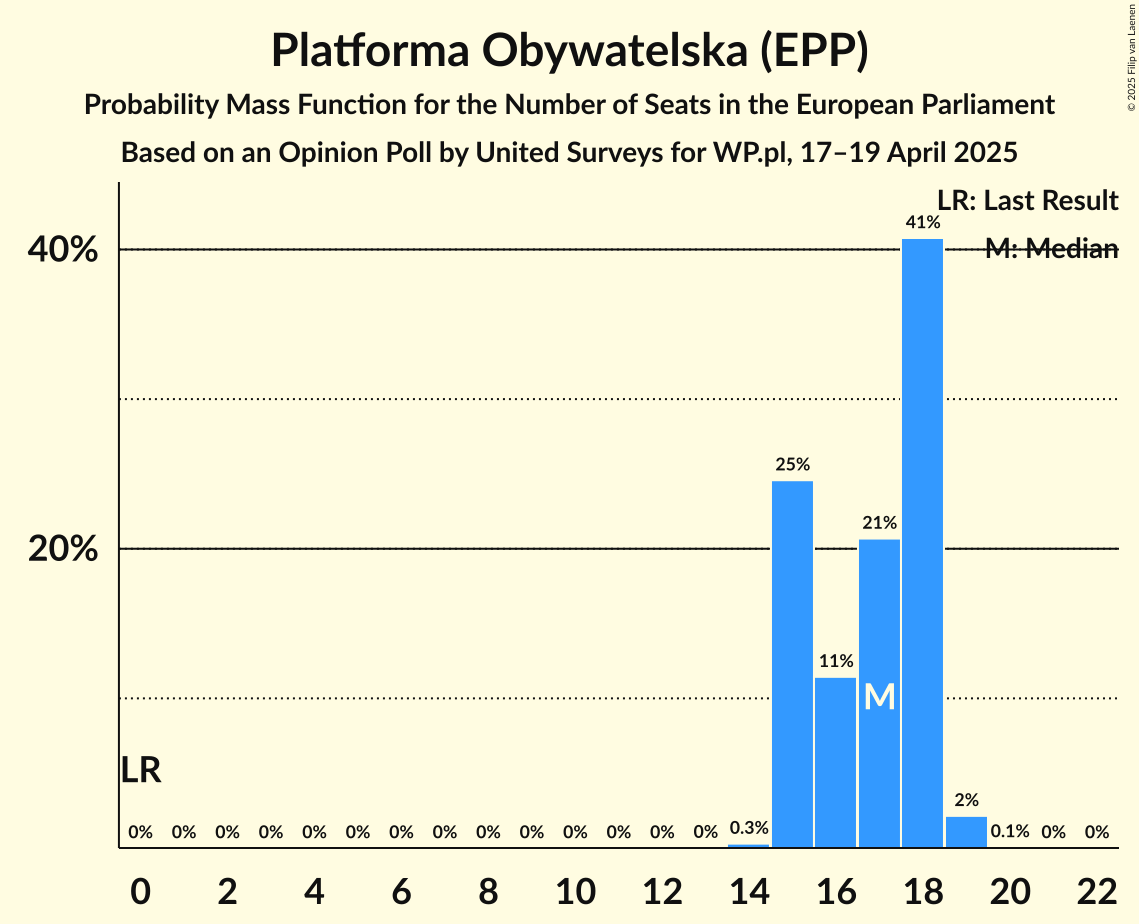 Platforma Obywatelska (EPP)
Probability Mass Function for the Number of Seats in the European Parliament
Based on an Opinion Poll by United Surveys for WP.pl, 17–19 April 2025
© 2025 Filip van Laenen
LR: Last Result
M: Median
41%
40%
25%
21%
20%
11%
M
LR
2%
0% 0% 0% 0% 0% 0% 0% 0% 0% 0% 0% 0% 0% 0% 0.3% 0.1% 0% 0%
0 2 4 6 8 10 12 14 16 18 20 22